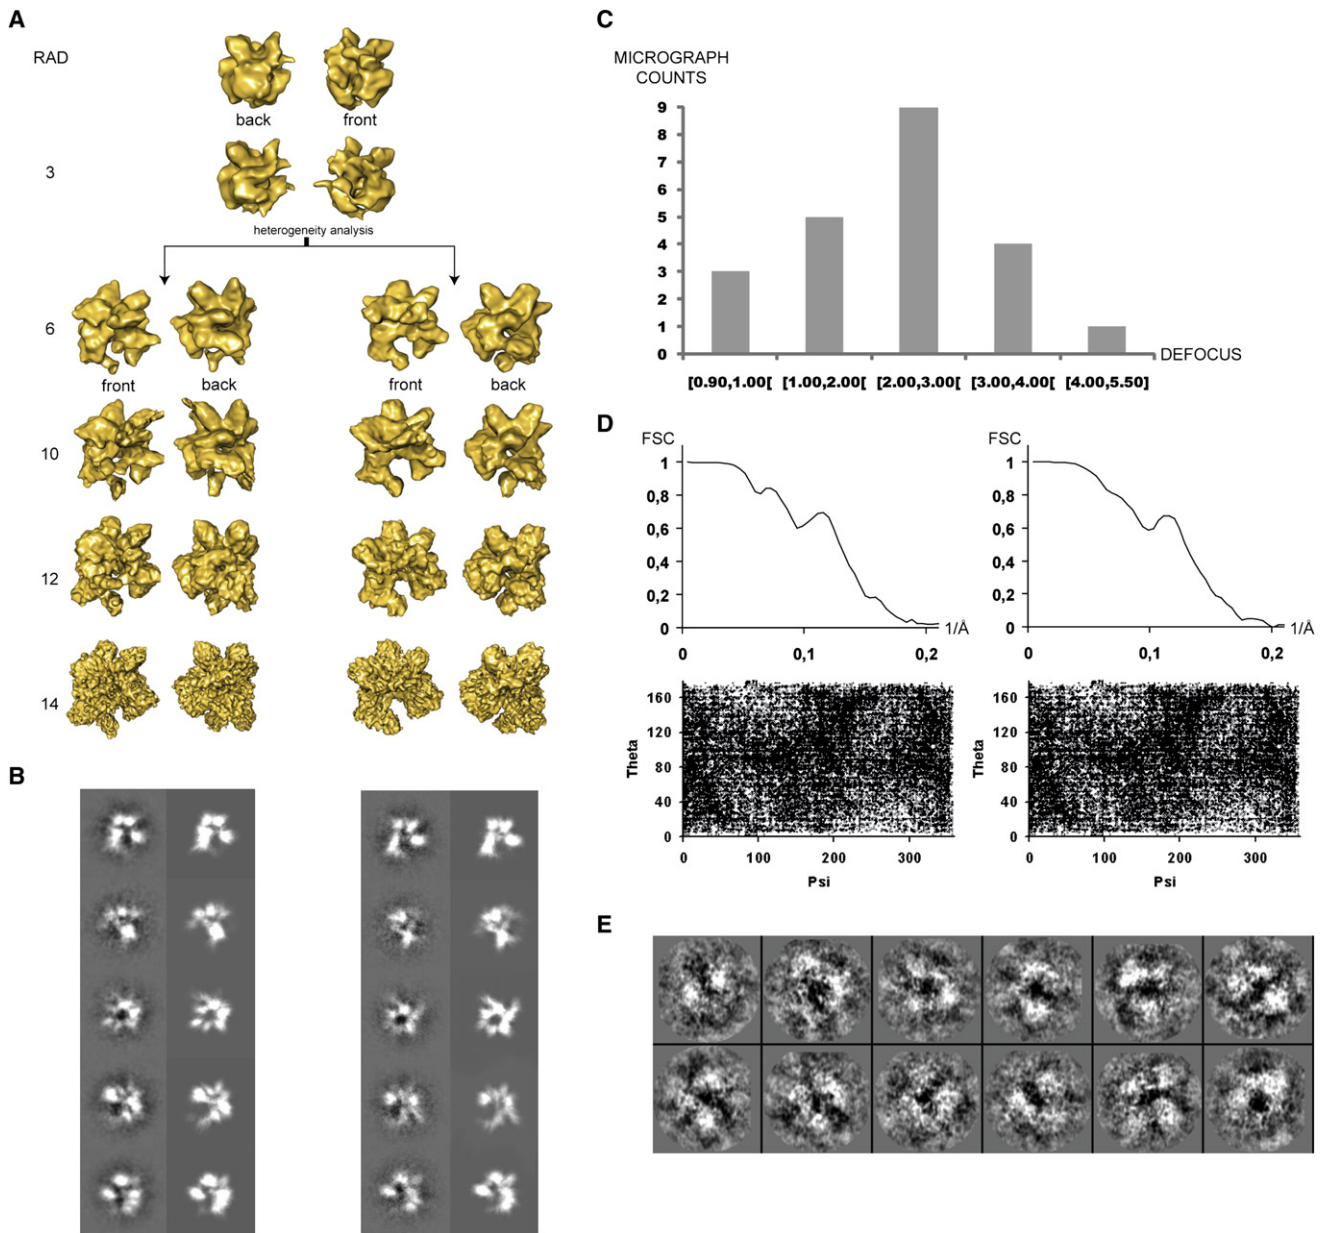 A
RAD
back front
3
heterogeneity analysis
6
front back front back
10
12
14
B
C
MICROGRAPH
COUNTS
9
8
7
6
5
4
3
2
1
0
DEFOCUS
[0.90,1.00[ [1.00,2.00[ [2.00,3.00[ [3.00,4.00[ [4.00,5.50]
D
FSC
1
0,8
0,6
0,4
0,2
0
1/Å
0 0,1 0,2
FSC
1
0,8
0,6
0,4
0,2
0
1/Å
0 0,1 0,2
Theta
160
120
80
40
0
0 100 200 300
Psi
Theta
160
120
80
40
0
0 100 200 300
Psi
E